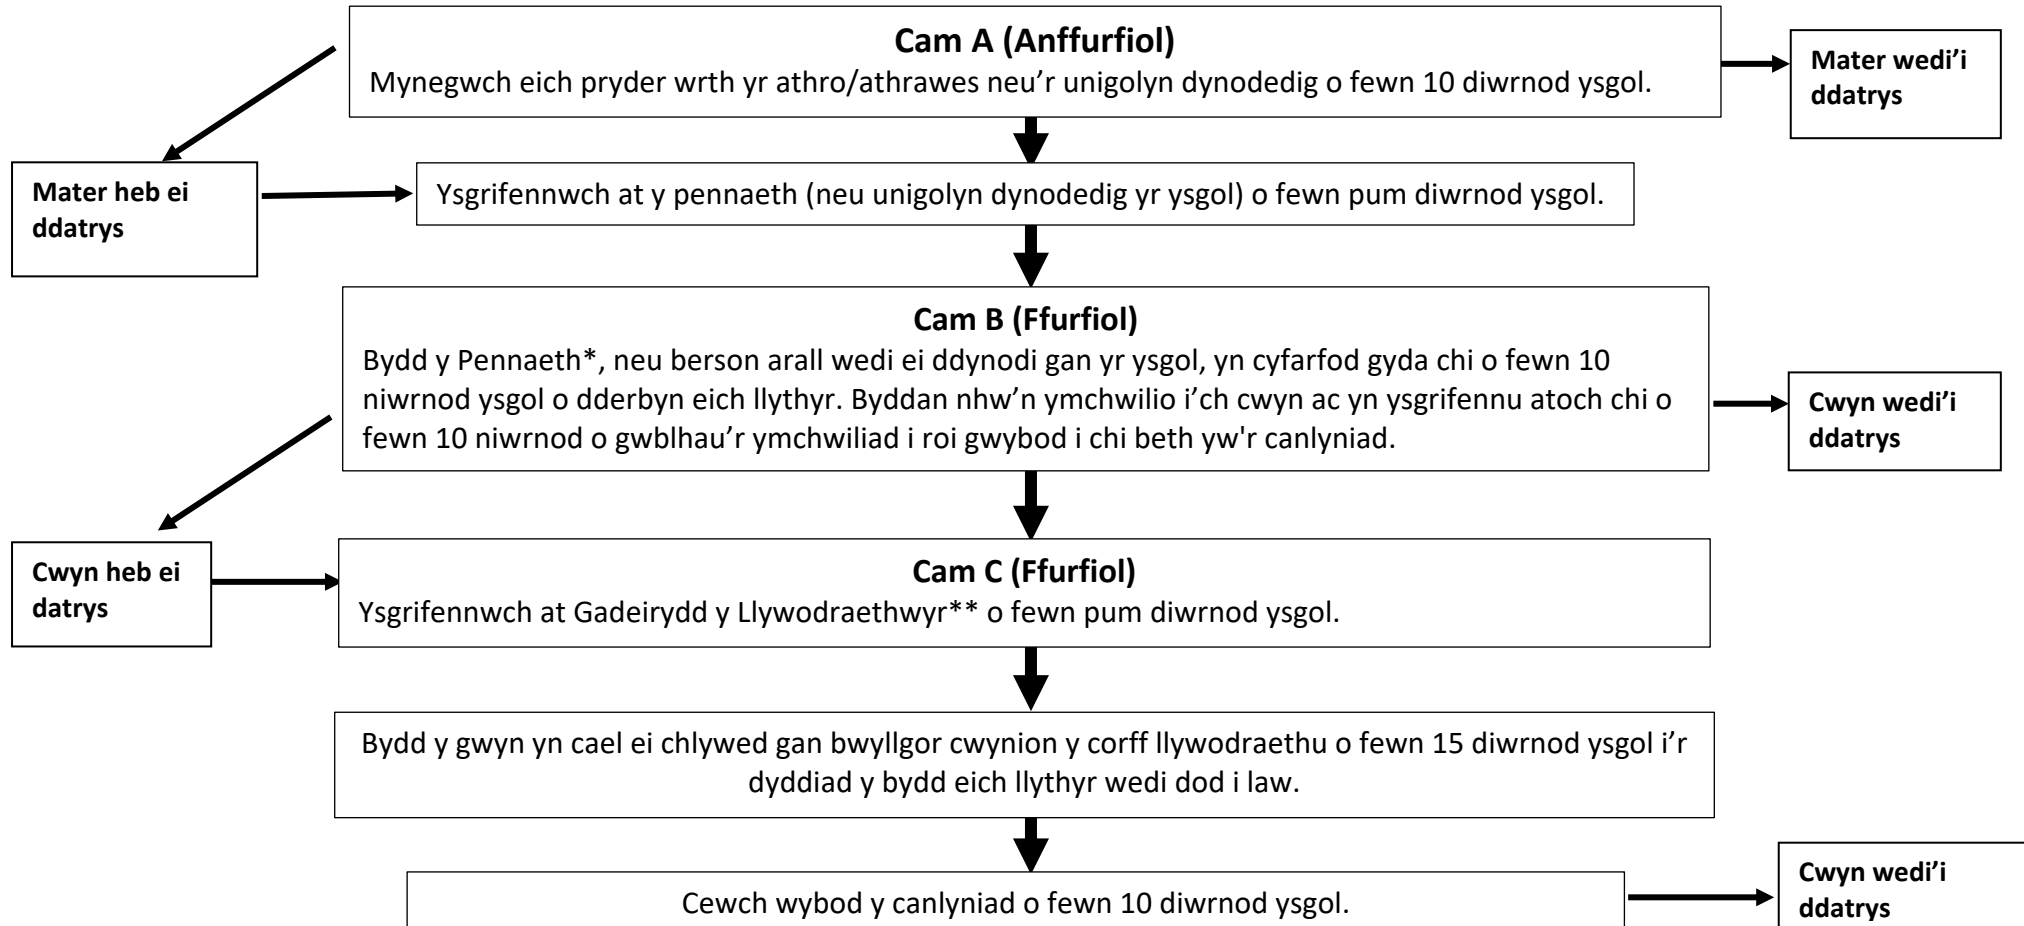 Cam A (Anffurfiol)
Mynegwch eich pryder wrth yr athro/athrawes neu'r unigolyn dynodedig o fewn 10 diwrnod ysgol.
Mater wedi'i
ddatrys
Mater heb ei
ddatrys
Ysgrifennwch at y pennaeth (neu unigolyn dynodedig yr ysgol) o fewn pum diwrnod ysgol.
Cam B (Ffurfiol)
Bydd y Pennaeth*, neu berson arall wedi ei ddynodi gan yr ysgol, yn cyfarfod gyda chi o fewn 10
niwrnod ysgol o dderbyn eich llythyr. Byddan nhw'n ymchwilio i'ch cwyn ac yn ysgrifennu atoch chi o
fewn 10 niwrnod o gwblhau'r ymchwiliad i roi gwybod i chi beth yw'r canlyniad.
Cwyn wedi'i
ddatrys
Cwyn heb ei
datrys
Cam C (Ffurfiol)
Ysgrifennwch at Gadeirydd y Llywodraethwyr** o fewn pum diwrnod ysgol.
Bydd y gwyn yn cael ei chlywed gan bwyllgor cwynion y corff llywodraethu o fewn 15 diwrnod ysgol i'r
dyddiad y bydd eich llythyr wedi dod i law.
Cewch wybod y canlyniad o fewn 10 diwrnod ysgol.
Cwyn wedi'i
ddatrys